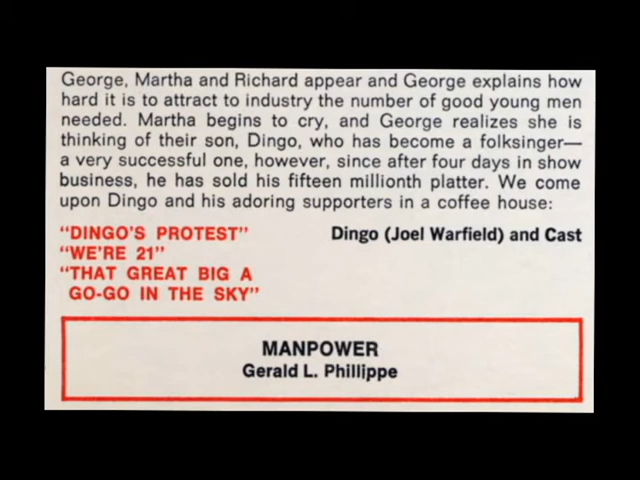 George, Martha and Richard appear and George explains how
hard it is to attract to industry the number of good young men
needed. Martha begins to cry, and George realizes she is
thinking of their son, Dingo, who has become a folksinger—
a very successful one, however, since after four days in show
business, he has sold his fifteen millionth platter. We come
upon Dingo and his adoring supporters in a coffee house:
"DINGO'S PROTEST" Dingo (Joel Warfield) and Cast
"WE'RE 21"
"THAT GREAT BIG A
GO-GO IN THE SKY"
MANPOWER
Gerald L. Phillippe